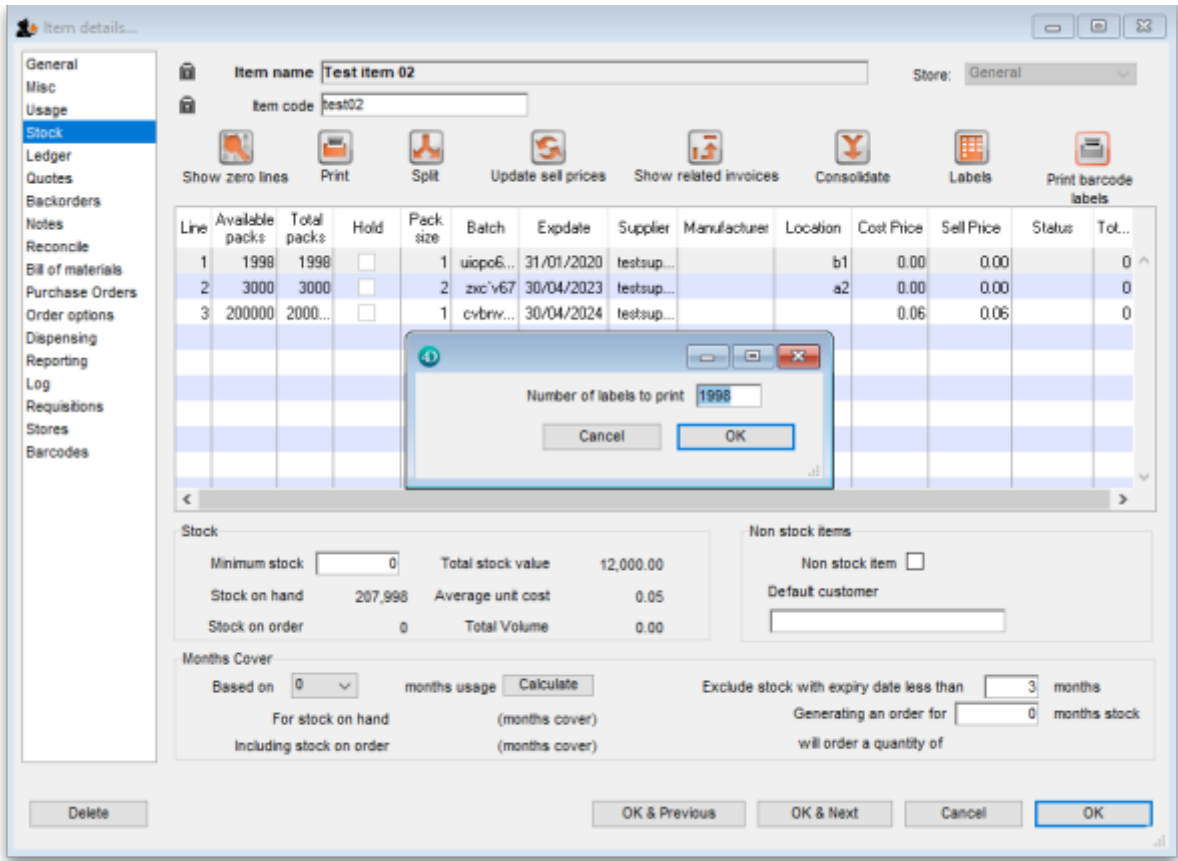 Item details...
General
Misc
Usage
Stock
Ledger
Quotes
Backorders
Notes
Reconcile
Bill of materials
Purchase Orders
Order options
Dispensing
Reporting
Log
Requisitions
Stores
Barcodes
Item name Test item 02 Store: General
Item code test02
Show zero lines Print Split Update sell prices Show related invoices Consolidate Labels Print barcode labels
Line Available packs Total packs Hold Pack size Batch Expdate Supplier Manufacturer Location Cost Price Sell Price Status Tot...
1 1998 1998 1 uiopo6... 31/01/2020 testsup... b1 0.00 0.00 0
2 3000 3000 2 zxc`v67 30/04/2023 testsup... a2 0.00 0.00 0
3 200000 2000... 1 cvbnv... 30/04/2024 testsup... 0.06 0.06 0
4D
Number of labels to print 1998
Cancel OK
Stock
Minimum stock 0 Total stock value 12,000.00
Stock on hand 207,998 Average unit cost 0.05
Stock on order 0 Total Volume 0.00
Non stock items
Non stock item
Default customer
Months Cover
Based on 0 months usage Calculate Exclude stock with expiry date less than 3 months
For stock on hand (months cover) Generating an order for 0 months stock
Including stock on order (months cover) will order a quantity of
Delete OK & Previous OK & Next Cancel OK